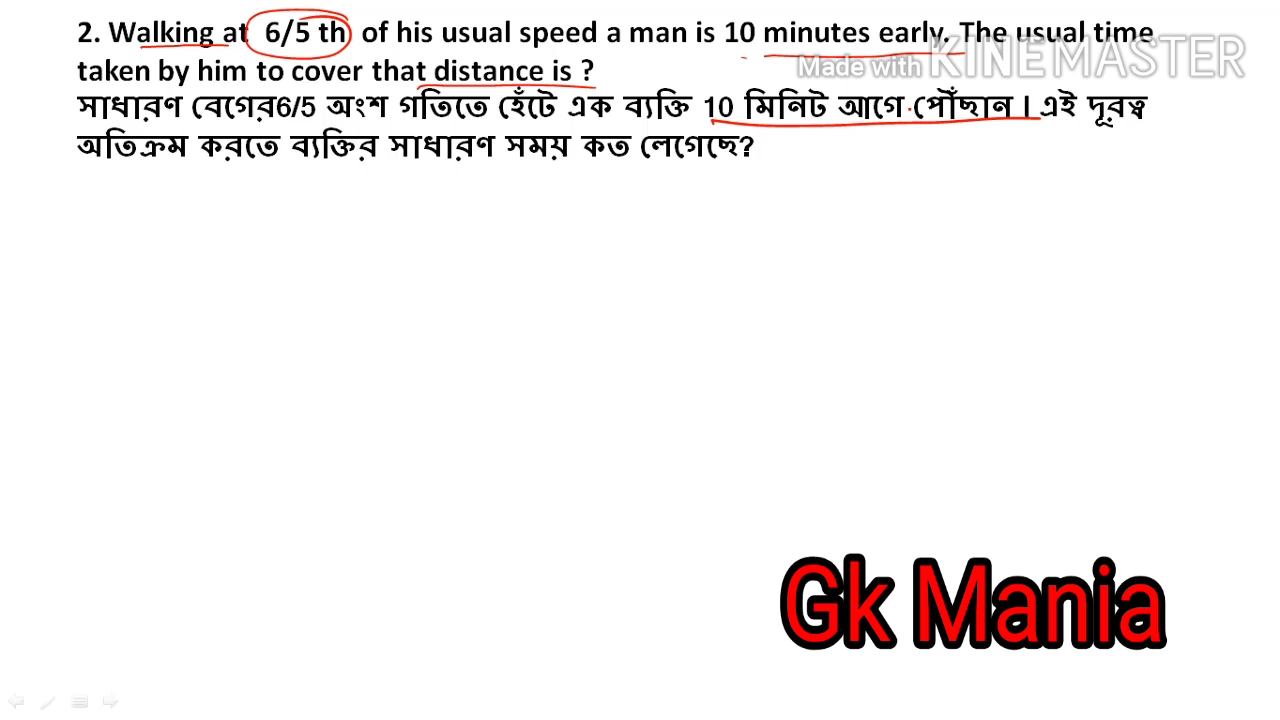 2. Walking at 6/5 th of his usual speed a man is 10 minutes early. The usual time
Made with KINEMASTER
taken by him to cover that distance is ?
সাধারণ বেগের6/5 অংশ গতিতে হেঁটে এক ব্যক্তি 10 মিনিট আগে পৌঁছান । এই দূরত্ব
অতিক্রম করতে ব্যক্তির সাধারণ সময় কত লেগেছে?
Gk Mania